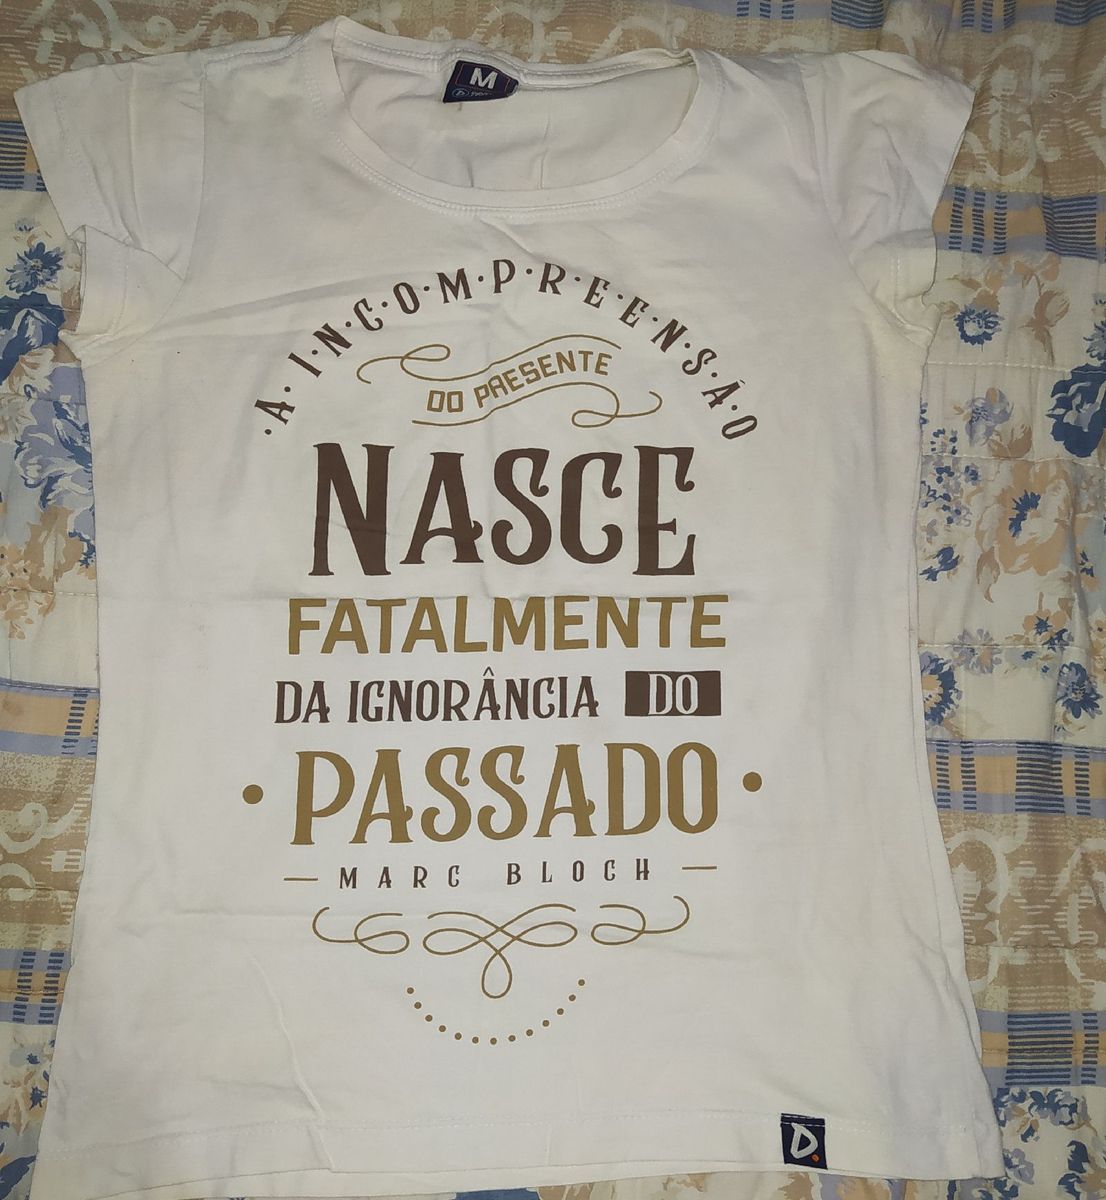 M
·A·INCOMPREENSÃO
DO PRESENTE
NASCE
FATALMENTE
DA IGNORÂNCIA DO
PASSADO
MARC BLOCH
D.